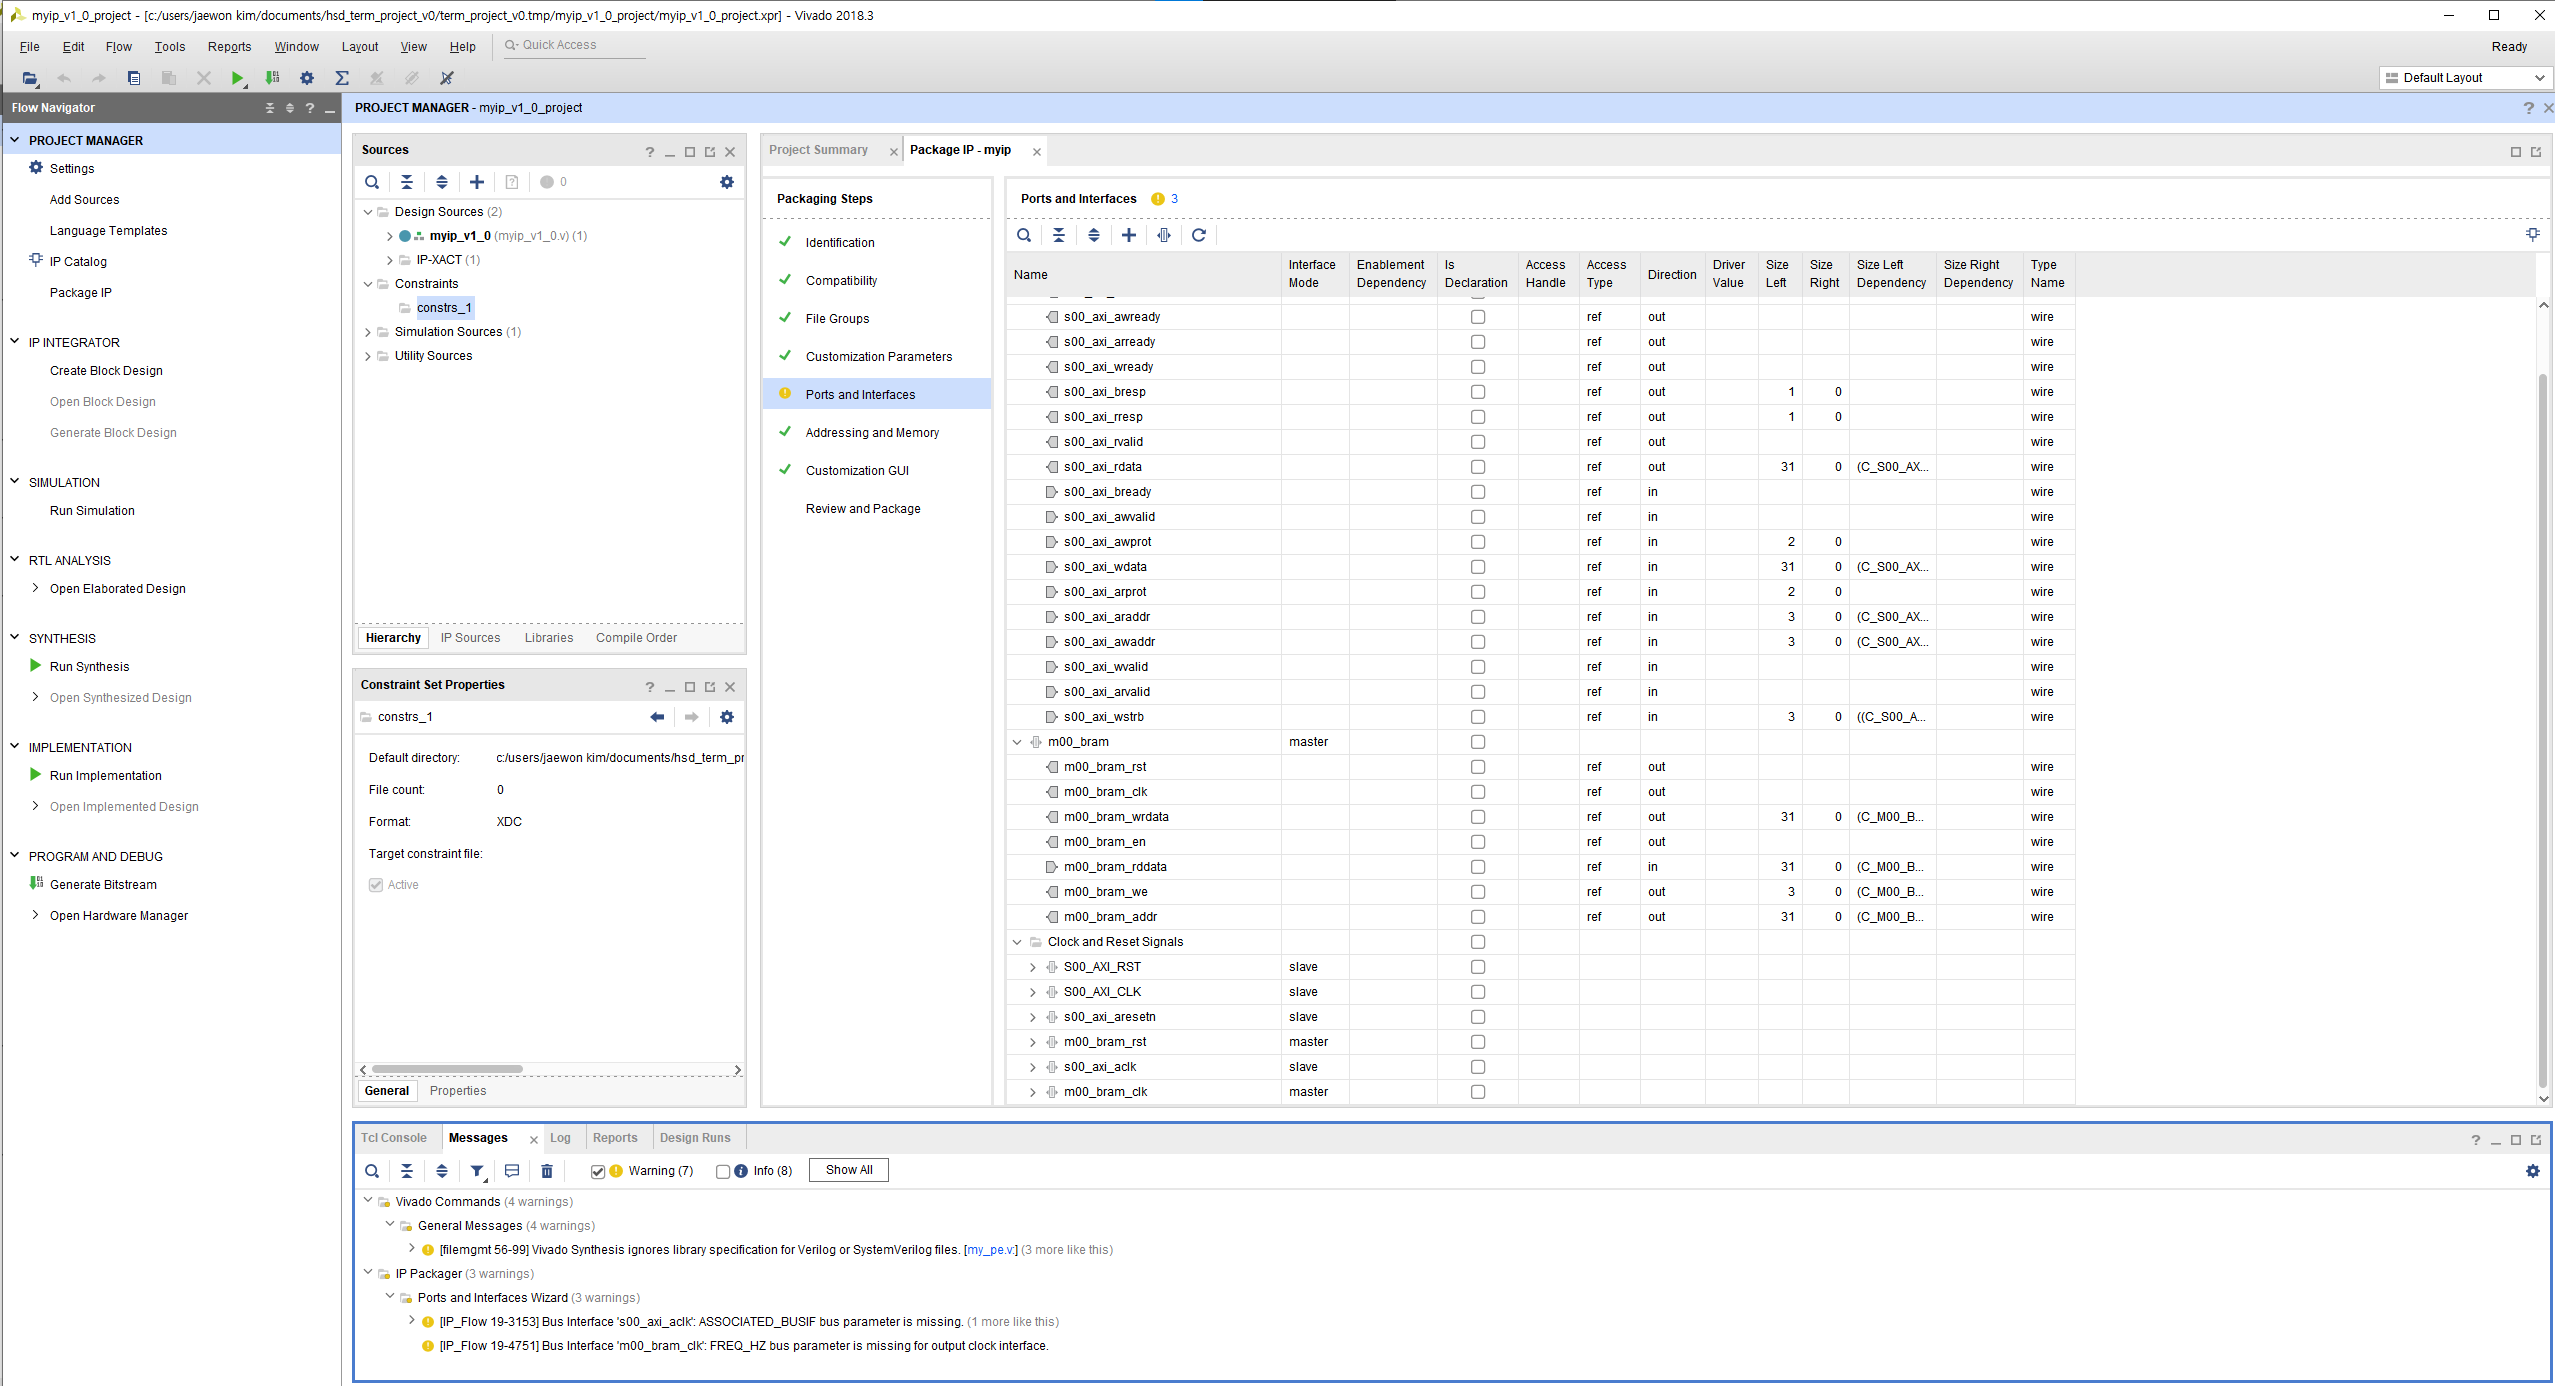 myip_v1_0_project - [c:/users/jaewon kim/documents/hsd_term_project_v0/term_project_v0.tmp/myip_v1_0_project/myip_v1_0_project.xpr] - Vivado 2018.3
File Edit Flow Tools Reports Window Layout View Help Quick Access Ready
Default Layout
Flow Navigator
PROJECT MANAGER
Settings
Add Sources
Language Templates
IP Catalog
Package IP
IP INTEGRATOR
Create Block Design
Open Block Design
Generate Block Design
SIMULATION
Run Simulation
RTL ANALYSIS
Open Elaborated Design
SYNTHESIS
Run Synthesis
Open Synthesized Design
IMPLEMENTATION
Run Implementation
Open Implemented Design
PROGRAM AND DEBUG
Generate Bitstream
Open Hardware Manager
PROJECT MANAGER - myip_v1_0_project
Sources
0
Design Sources (2)
myip_v1_0 (myip_v1_0.v) (1)
IP-XACT (1)
Constraints
constrs_1
Simulation Sources (1)
Utility Sources
Hierarchy IP Sources Libraries Compile Order
Constraint Set Properties
constrs_1
Default directory: c:/users/jaewon kim/documents/hsd_term_pr
File count: 0
Format: XDC
Target constraint file:
Active
General Properties
Project Summary Package IP - myip
Packaging Steps
Identification
Compatibility
File Groups
Customization Parameters
Ports and Interfaces
Addressing and Memory
Customization GUI
Review and Package
Ports and Interfaces 3
Name Interface Mode Enablement Dependency Is Declaration Access Handle Access Type Direction Driver Value Size Left Size Right Size Left Dependency Size Right Dependency Type Name
s00_axi_awready ref out wire
s00_axi_arready ref out wire
s00_axi_wready ref out wire
s00_axi_bresp ref out 1 0 wire
s00_axi_rresp ref out 1 0 wire
s00_axi_rvalid ref out wire
s00_axi_rdata ref out 31 0 (C_S00_AX... wire
s00_axi_bready ref in wire
s00_axi_awvalid ref in wire
s00_axi_awprot ref in 2 0 wire
s00_axi_wdata ref in 31 0 (C_S00_AX... wire
s00_axi_arprot ref in 2 0 wire
s00_axi_araddr ref in 3 0 (C_S00_AX... wire
s00_axi_awaddr ref in 3 0 (C_S00_AX... wire
s00_axi_wvalid ref in wire
s00_axi_arvalid ref in wire
s00_axi_wstrb ref in 3 0 ((C_S00_A... wire
m00_bram master
m00_bram_rst ref out wire
m00_bram_clk ref out wire
m00_bram_wrdata ref out 31 0 (C_M00_B... wire
m00_bram_en ref out wire
m00_bram_rddata ref in 31 0 (C_M00_B... wire
m00_bram_we ref out 3 0 (C_M00_B... wire
m00_bram_addr ref out 31 0 (C_M00_B... wire
Clock and Reset Signals
S00_AXI_RST slave
S00_AXI_CLK slave
s00_axi_aresetn slave
m00_bram_rst master
s00_axi_aclk slave
m00_bram_clk master
Tcl Console Messages Log Reports Design Runs
Warning (7) Info (8) Show All
Vivado Commands (4 warnings)
General Messages (4 warnings)
[filemgmt 56-99] Vivado Synthesis ignores library specification for Verilog or SystemVerilog files. [my_pe.v:] (3 more like this)
IP Packager (3 warnings)
Ports and Interfaces Wizard (3 warnings)
[IP_Flow 19-3153] Bus Interface 's00_axi_aclk': ASSOCIATED_BUSIF bus parameter is missing. (1 more like this)
[IP_Flow 19-4751] Bus Interface 'm00_bram_clk': FREQ_HZ bus parameter is missing for output clock interface.